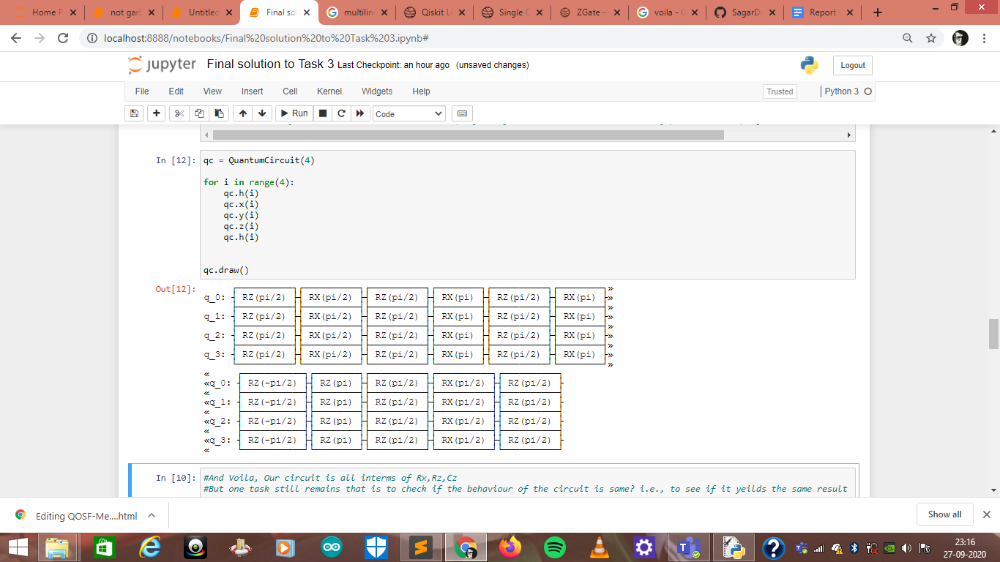 Home P
not garb
Untitled
Final sol
multilin
Qiskit L
Single C
ZGate –
voila - G
SagarDo
Report
localhost:8888/notebooks/Final%20solution%20to%20Task%203.ipynb#
jupyter Final solution to Task 3 Last Checkpoint: an hour ago (unsaved changes) Logout
File Edit View Insert Cell Kernel Widgets Help Trusted Python 3
Run Code
In [12]: qc = QuantumCircuit(4)
for i in range(4):
    qc.h(i)
    qc.x(i)
    qc.y(i)
    qc.z(i)
    qc.h(i)
qc.draw()
Out[12]:
»
q_0: RZ(pi/2) RX(pi/2) RZ(pi/2) RX(pi) RZ(pi/2) RX(pi) »
»
q_1: RZ(pi/2) RX(pi/2) RZ(pi/2) RX(pi) RZ(pi/2) RX(pi) »
»
q_2: RZ(pi/2) RX(pi/2) RZ(pi/2) RX(pi) RZ(pi/2) RX(pi) »
»
q_3: RZ(pi/2) RX(pi/2) RZ(pi/2) RX(pi) RZ(pi/2) RX(pi) »
»
«
«q_0: RZ(-pi/2) RZ(pi) RZ(pi/2) RX(pi/2) RZ(pi/2)
«
«q_1: RZ(-pi/2) RZ(pi) RZ(pi/2) RX(pi/2) RZ(pi/2)
«
«q_2: RZ(-pi/2) RZ(pi) RZ(pi/2) RX(pi/2) RZ(pi/2)
«
«q_3: RZ(-pi/2) RZ(pi) RZ(pi/2) RX(pi/2) RZ(pi/2)
«
In [10]: #And Voila, Our circuit is all interms of Rx,Rz,Cz
#But one task still remains that is to check if the behaviour of the circuit is same? i.e., to see if it yeilds the same result
Editing QOSF-Me....html Show all
23:16
27-09-2020